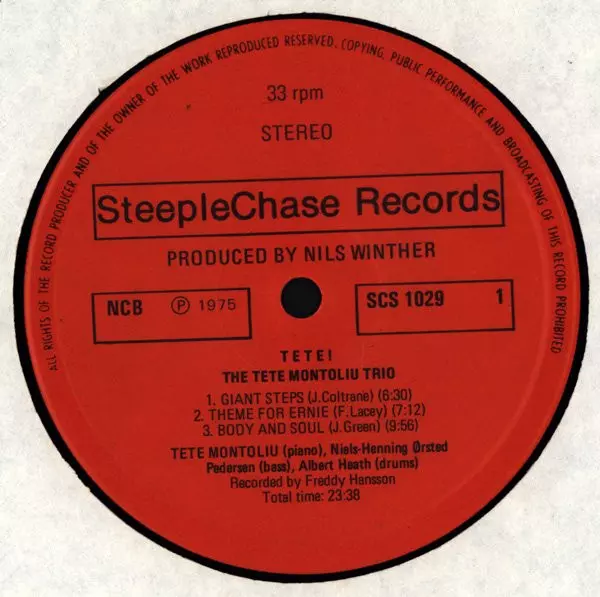 ALL RIGHTS OF THE RECORD PRODUCER AND OF THE OWNER OF THE WORK REPRODUCED RESERVED. COPYING, PUBLIC PERFORMANCE AND BROADCASTING OF THIS RECORD PROHIBITED
33 rpm
STEREO
SteepleChase Records
PRODUCED BY NILS WINTHER
NCB Ⓟ 1975 SCS 1029 1
TETE!
THE TETE MONTOLIU TRIO
1. GIANT STEPS (J.Coltrane) (6:30)
2. THEME FOR ERNIE (F.Lacey) (7:12)
3. BODY AND SOUL (J.Green) (9:56)
TETE MONTOLIU (piano), Niels-Henning Ørsted
Pedersen (bass), Albert Heath (drums)
Recorded by Freddy Hansson
Total time: 23:38